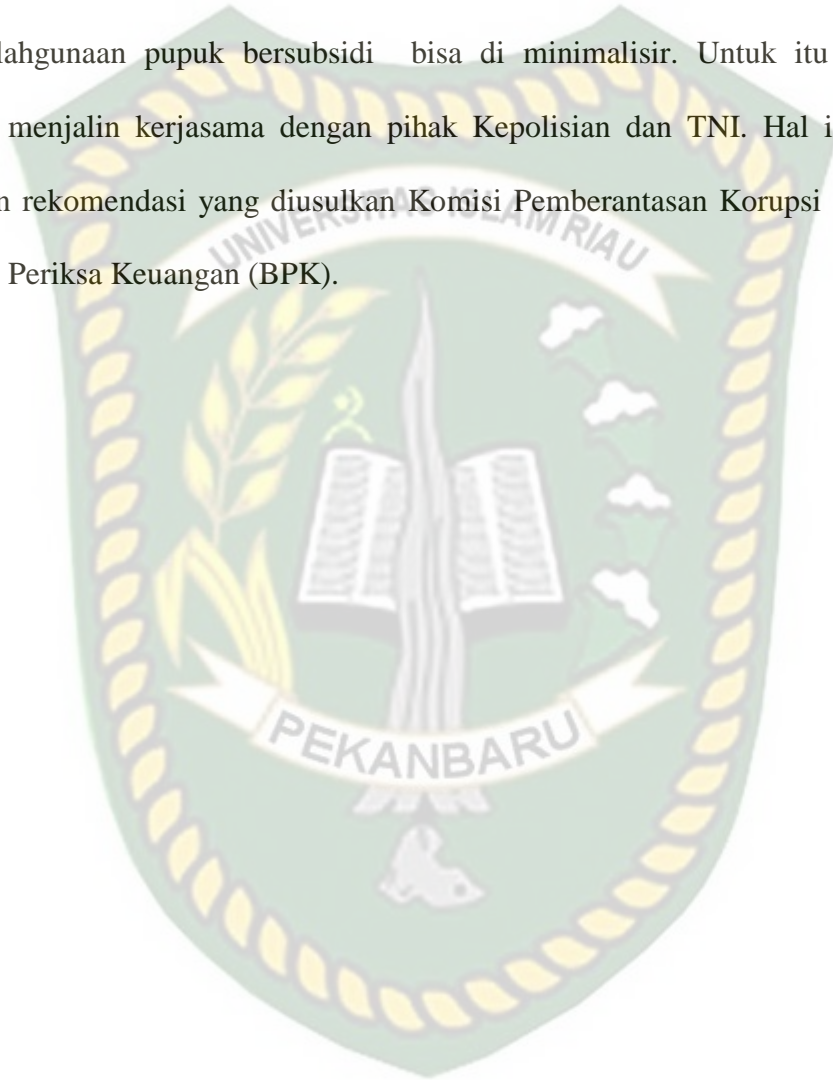 lahgunaan pupuk bersubsidi bisa di minimalisir. Untuk itu
menjalin kerjasama dengan pihak Kepolisian dan TNI. Hal i
n rekomendasi yang diusulkan Komisi Pemberantasan Korupsi
Periksa Keuangan (BPK).
UNIVERSITAS ISLAM RIAU
PEKANBARU